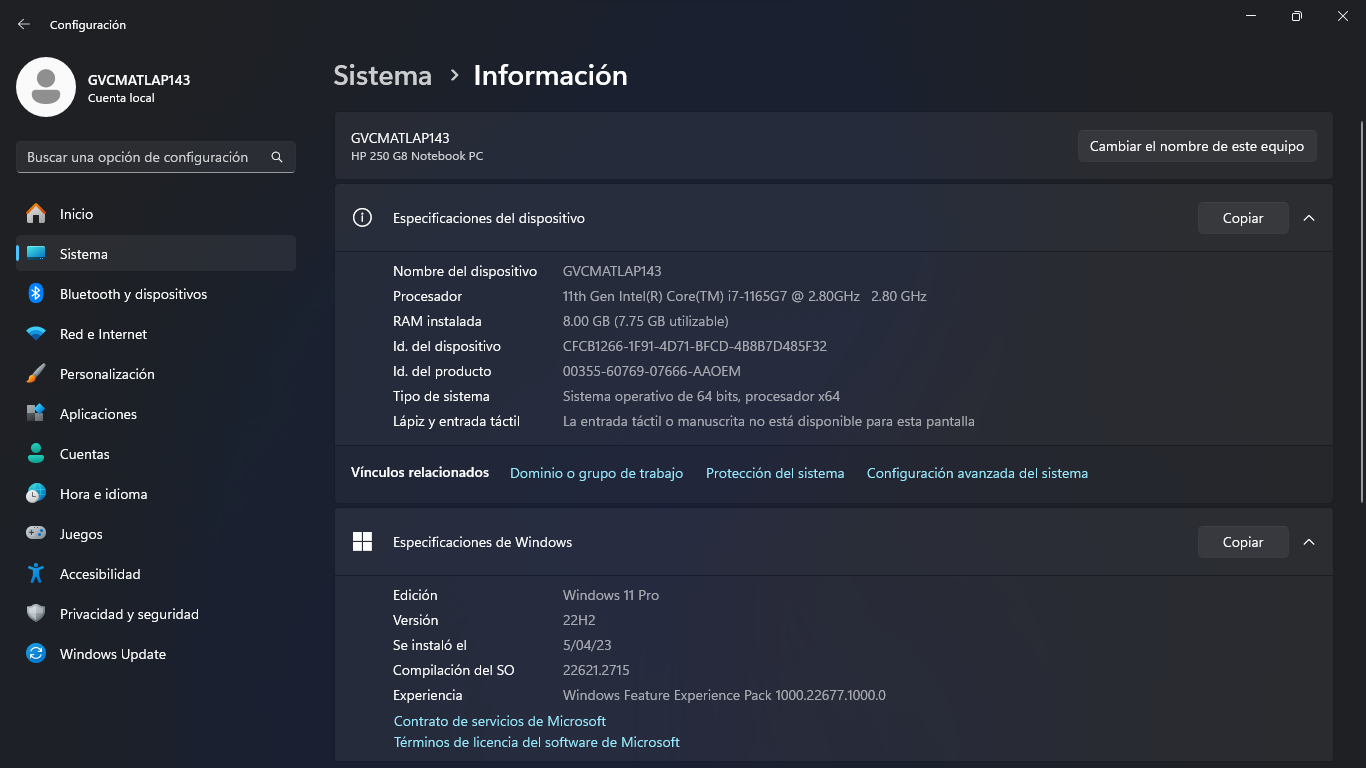 Configuración
GVCMATLAP143
Cuenta local
Buscar una opción de configuración
Inicio
Sistema
Bluetooth y dispositivos
Red e Internet
Personalización
Aplicaciones
Cuentas
Hora e idioma
Juegos
Accesibilidad
Privacidad y seguridad
Windows Update
Sistema > Información
GVCMATLAP143
HP 250 G8 Notebook PC
Cambiar el nombre de este equipo
Especificaciones del dispositivo
Copiar
Nombre del dispositivo GVCMATLAP143
Procesador 11th Gen Intel(R) Core(TM) i7-1165G7 @ 2.80GHz 2.80 GHz
RAM instalada 8.00 GB (7.75 GB utilizable)
Id. del dispositivo CFCB1266-1F91-4D71-BFCD-4B8B7D485F32
Id. del producto 00355-60769-07666-AAOEM
Tipo de sistema Sistema operativo de 64 bits, procesador x64
Lápiz y entrada táctil La entrada táctil o manuscrita no está disponible para esta pantalla
Vínculos relacionados Dominio o grupo de trabajo Protección del sistema Configuración avanzada del sistema
Especificaciones de Windows
Copiar
Edición Windows 11 Pro
Versión 22H2
Se instaló el 5/04/23
Compilación del SO 22621.2715
Experiencia Windows Feature Experience Pack 1000.22677.1000.0
Contrato de servicios de Microsoft
Términos de licencia del software de Microsoft